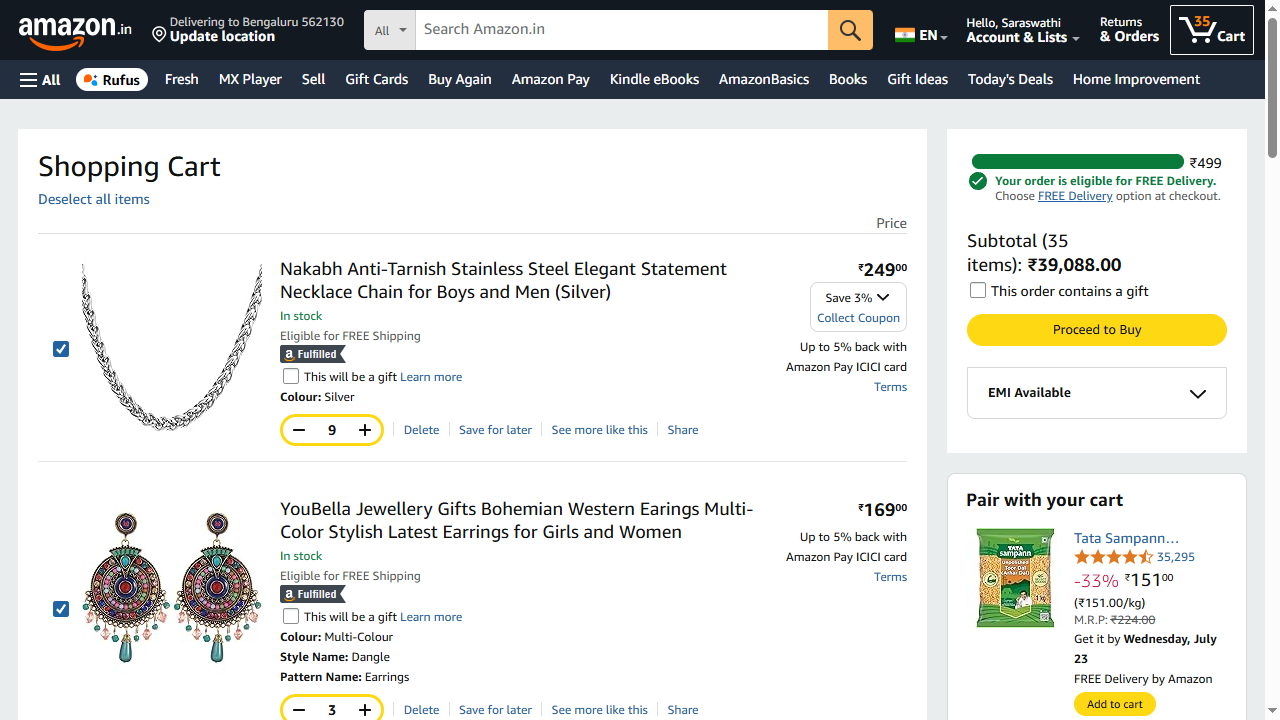 amazon.in
Delivering to Bengaluru 562130
Update location
All
Search Amazon.in
EN
Hello, Saraswathi
Account & Lists
Returns
& Orders
35
Cart
All
Rufus
Fresh
MX Player
Sell
Gift Cards
Buy Again
Amazon Pay
Kindle eBooks
AmazonBasics
Books
Gift Ideas
Today's Deals
Home Improvement
Shopping Cart
Deselect all items
Price
Nakabh Anti-Tarnish Stainless Steel Elegant Statement
Necklace Chain for Boys and Men (Silver)
In stock
Eligible for FREE Shipping
a Fulfilled
This will be a gift Learn more
Colour: Silver
9
Delete
Save for later
See more like this
Share
₹24900
Save 3%
Collect Coupon
Up to 5% back with
Amazon Pay ICICI card
Terms
YouBella Jewellery Gifts Bohemian Western Earings Multi-
Color Stylish Latest Earrings for Girls and Women
In stock
Eligible for FREE Shipping
a Fulfilled
This will be a gift Learn more
Colour: Multi-Colour
Style Name: Dangle
Pattern Name: Earrings
3
Delete
Save for later
See more like this
Share
₹16900
Up to 5% back with
Amazon Pay ICICI card
Terms
₹499
Your order is eligible for FREE Delivery.
Choose FREE Delivery option at checkout.
Subtotal (35
items): ₹39,088.00
This order contains a gift
Proceed to Buy
EMI Available
Pair with your cart
TATA
sampann
Unpolished
Toor Dal
Tata Sampann…
35,295
-33% ₹15100
(₹151.00/kg)
M.R.P: ₹224.00
Get it by Wednesday, July
23
FREE Delivery by Amazon
Add to cart